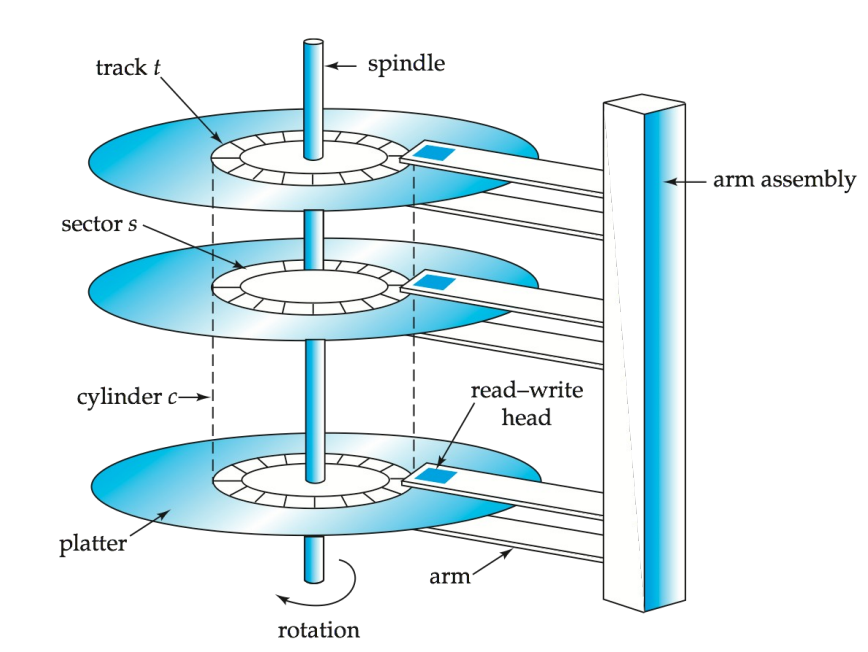 track t
spindle
arm assembly
sector s
cylinder c
read–write
head
platter
arm
rotation